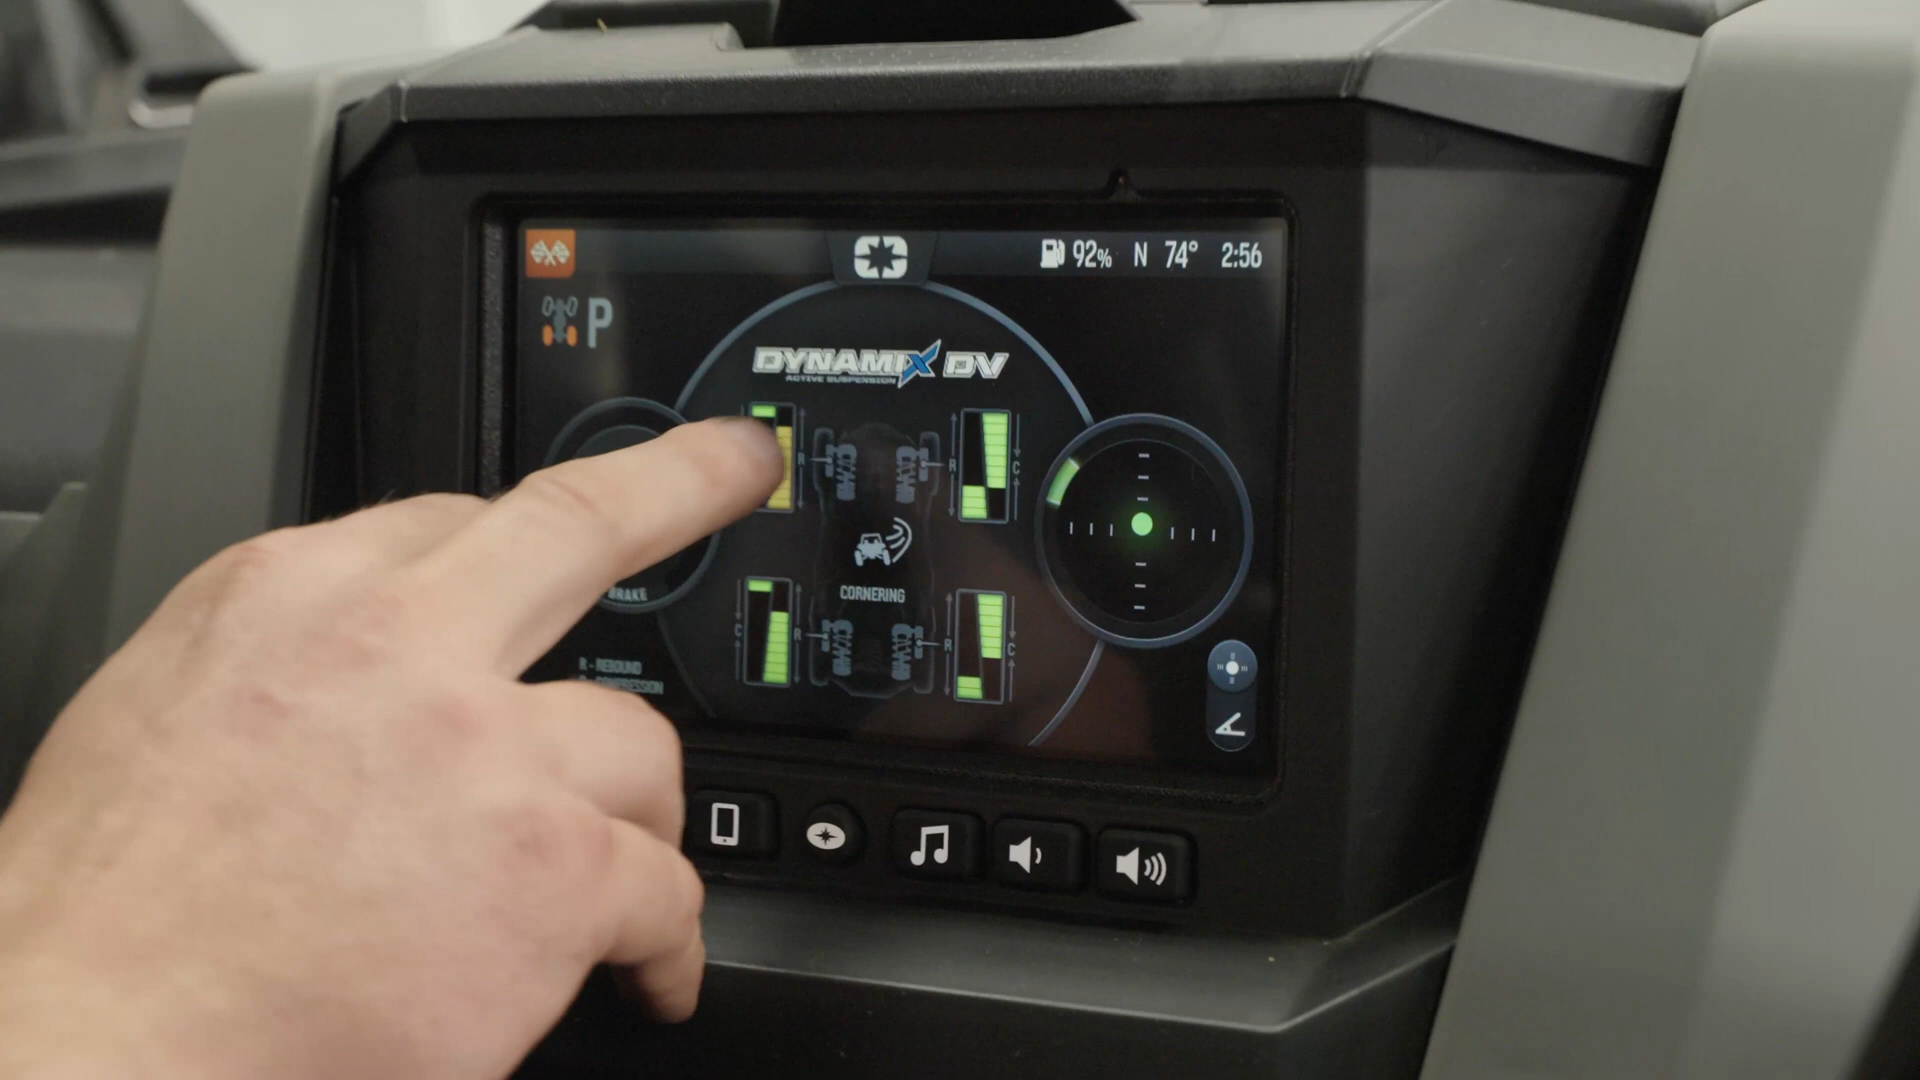 92% N 74° 2:56
P
DYNAMIX DV
ACTIVE SUSPENSION
R R C
BRAKE
CORNERING
C R R C
R - REBOUND